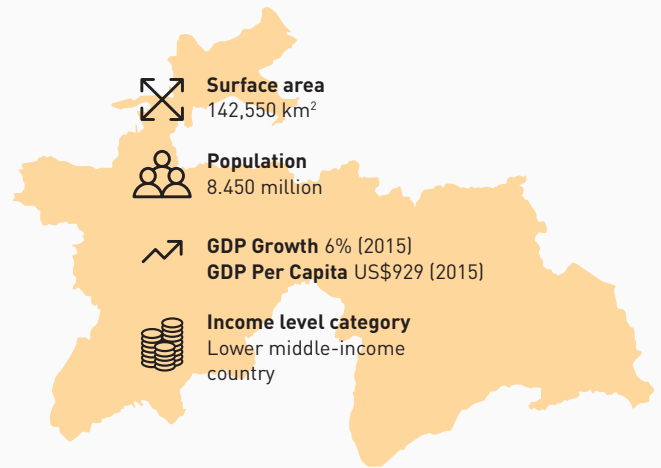 Surface area
142,550 km²
Population
8.450 million
GDP Growth 6% (2015)
GDP Per Capita US$929 (2015)
Income level category
Lower middle-income
country